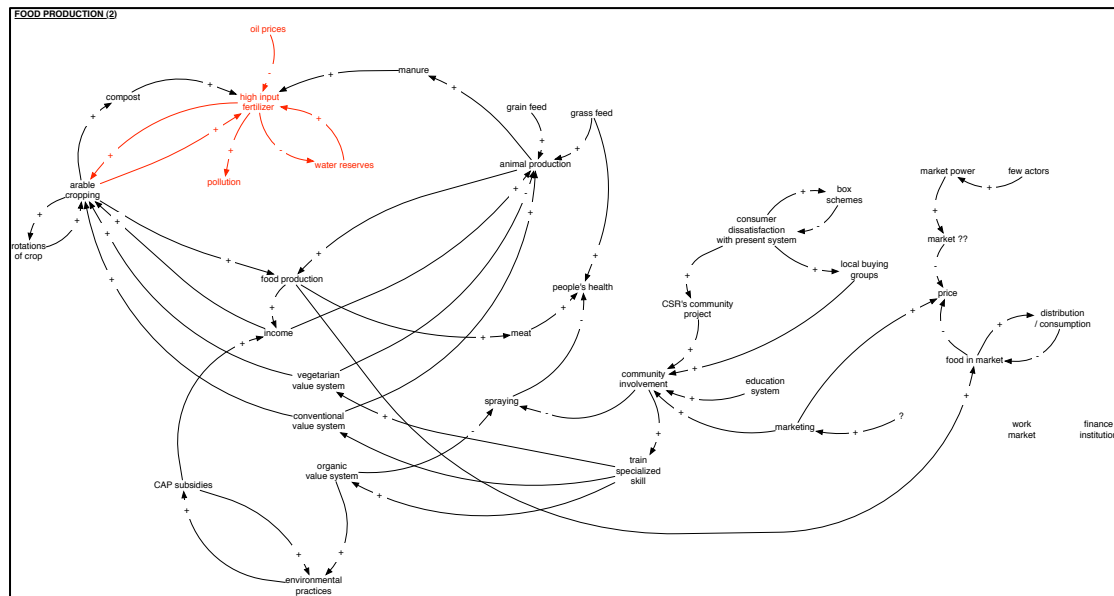 FOOD PRODUCTION (2)
oil prices
-
manure
compost
+
+
high input
fertilizer
grain feed
grass feed
+
+
+
+
+
-
water reserves
pollution
+
+
animal production
+
arable
cropping
+
+
rotations
of crop
+
+
+
-
+
+
market power
few actors
+
+
market ??
-
price
consumer
dissatisfaction
with present system
+
box
schemes
-
+
local buying
groups
+
CSR's community
project
+
+
food production
people's health
+
+
+
income
+
meat
+
-
+
+
distribution
/ consumption
-
-
food in market
+
vegetarian
value system
conventional
value system
community
involvement
education
system
+
spraying
-
+
+
marketing
+
?
work
market
finance
institution
+
+
+
train
specialized
skill
organic
value system
-
CAP subsidies
+
+
+
+
environmental
practices
+